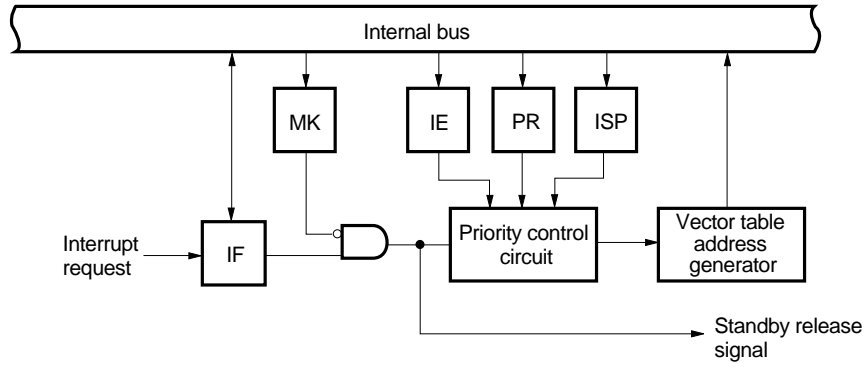 Internal bus
MK
IE
PR
ISP
Interrupt
request
IF
Priority control
circuit
Vector table
address
generator
Standby release
signal